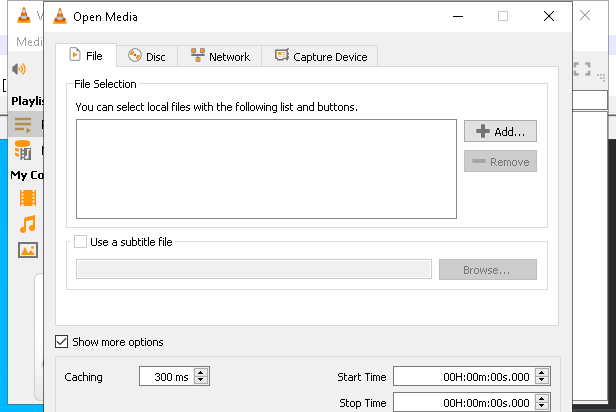 Open Media
Medi
File
Disc
Network
Capture Device
File Selection
You can select local files with the following list and buttons.
Playlis
Add...
Remove
My Co
Use a subtitle file
Browse...
Show more options
Caching
300 ms
Start Time
00H:00m:00s.000
Stop Time
00H:00m:00s.000